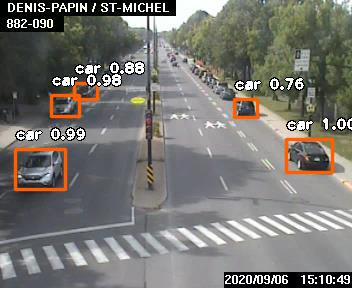 DENIS-PAPIN / ST-MICHEL
882-090
car 0.88
car 0.98
car 0.76
car 0.99
car 1.00
2020/09/06 15:10:49